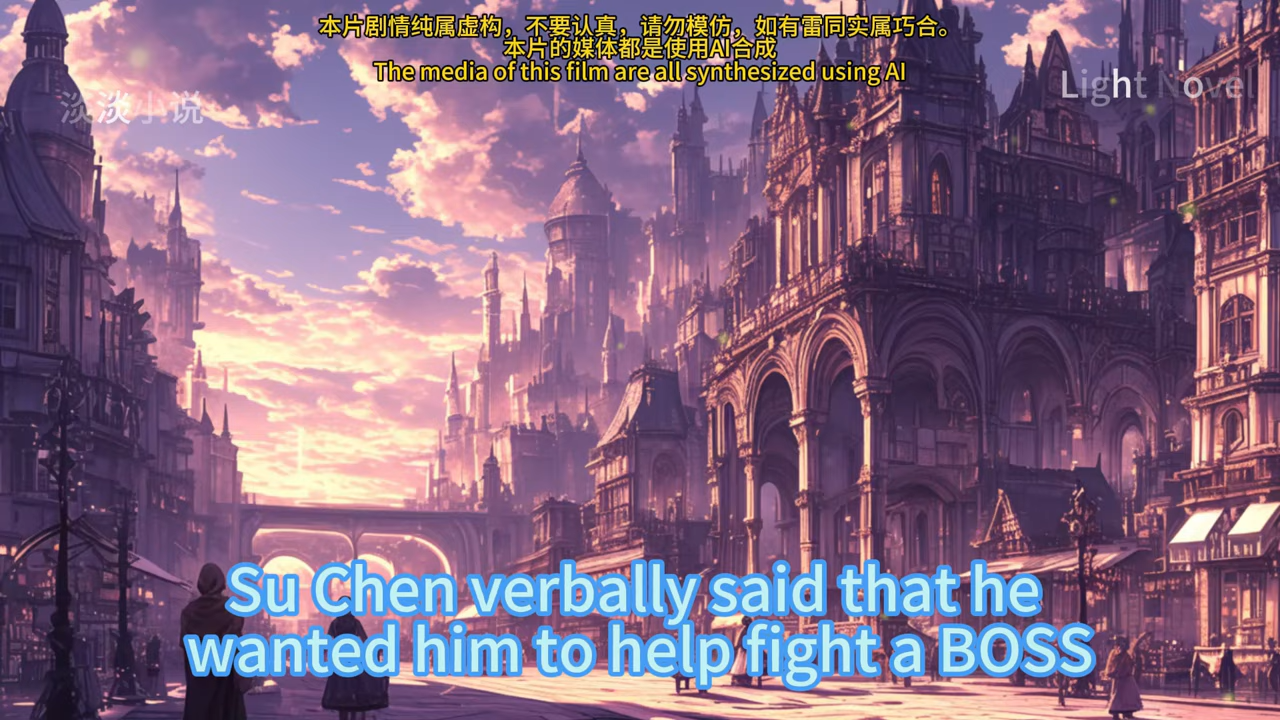 本片剧情纯属虚构，不要认真，请勿模仿，如有雷同实属巧合。
本片的媒体都是使用AI合成
The media of this film are all synthesized using AI
淡淡小说
Light Novel
Su Chen verbally said that he
wanted him to help fight a BOSS